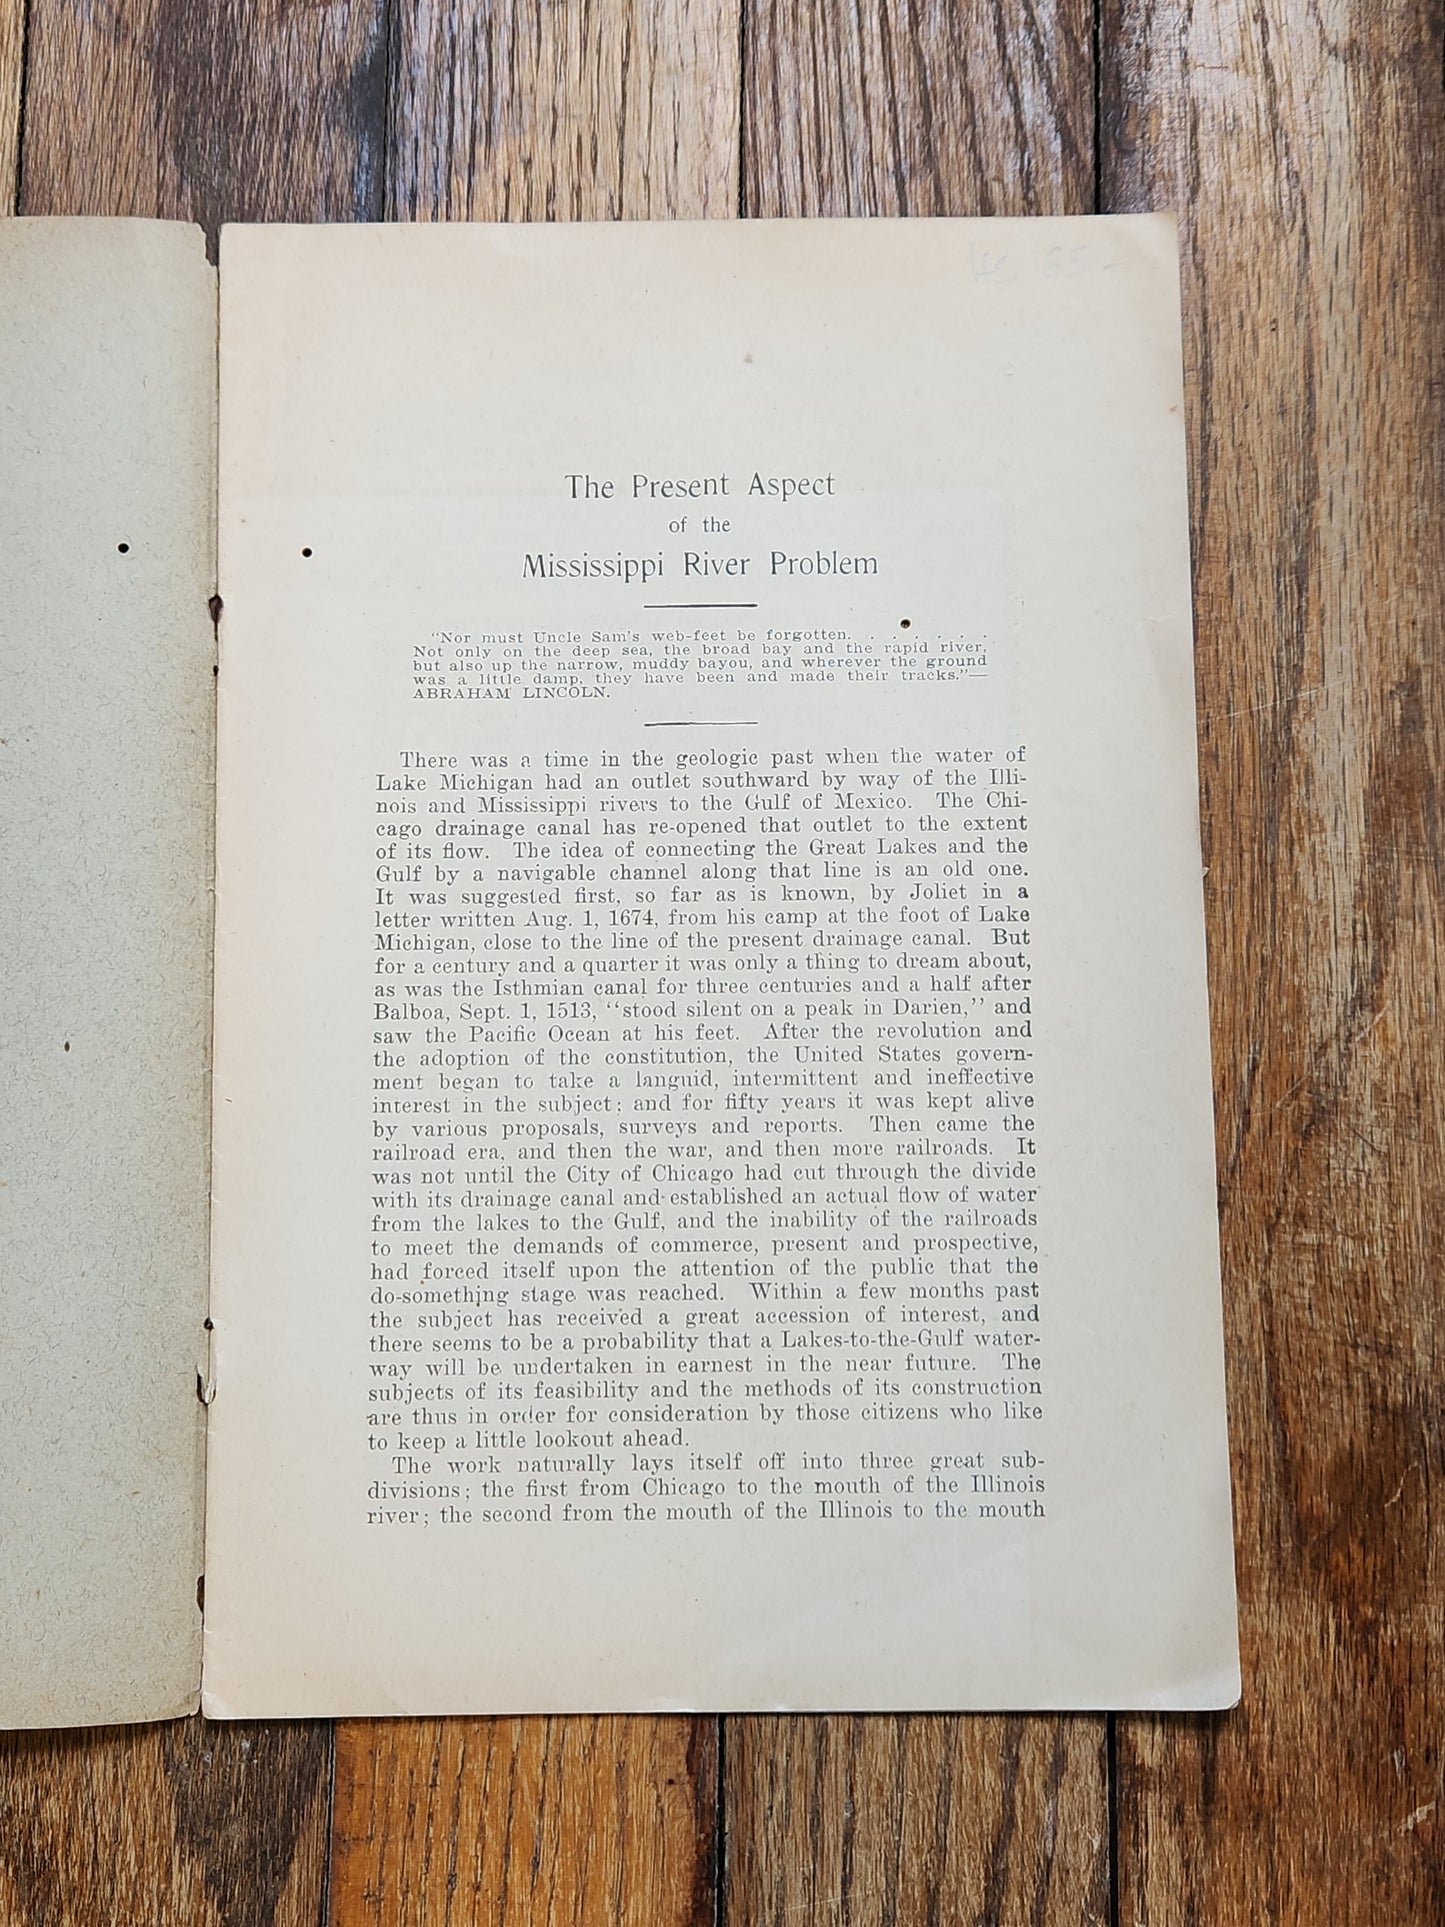 The Present Aspect
of the
Mississippi River Problem
"Nor must Uncle Sam's web-feet be forgotten. . . . . . .
Not only on the deep sea, the broad bay and the rapid river,
but also up the narrow, muddy bayou, and wherever the ground
was a little damp, they have been and made their tracks."—
ABRAHAM LINCOLN.
There was a time in the geologic past when the water of
Lake Michigan had an outlet southward by way of the Illi-
nois and Mississippi rivers to the Gulf of Mexico. The Chi-
cago drainage canal has re-opened that outlet to the extent
of its flow. The idea of connecting the Great Lakes and the
Gulf by a navigable channel along that line is an old one.
It was suggested first, so far as is known, by Joliet in a
letter written Aug. 1, 1674, from his camp at the foot of Lake
Michigan, close to the line of the present drainage canal. But
for a century and a quarter it was only a thing to dream about,
as was the Isthmian canal for three centuries and a half after
Balboa, Sept. 1, 1513, "stood silent on a peak in Darien," and
saw the Pacific Ocean at his feet. After the revolution and
the adoption of the constitution, the United States govern-
ment began to take a languid, intermittent and ineffective
interest in the subject; and for fifty years it was kept alive
by various proposals, surveys and reports. Then came the
railroad era, and then the war, and then more railroads. It
was not until the City of Chicago had cut through the divide
with its drainage canal and established an actual flow of water
from the lakes to the Gulf, and the inability of the railroads
to meet the demands of commerce, present and prospective,
had forced itself upon the attention of the public that the
do-something stage was reached. Within a few months past
the subject has received a great accession of interest, and
there seems to be a probability that a Lakes-to-the-Gulf water-
way will be undertaken in earnest in the near future. The
subjects of its feasibility and the methods of its construction
are thus in order for consideration by those citizens who like
to keep a little lookout ahead.
The work naturally lays itself off into three great sub-
divisions; the first from Chicago to the mouth of the Illinois
river; the second from the mouth of the Illinois to the mouth